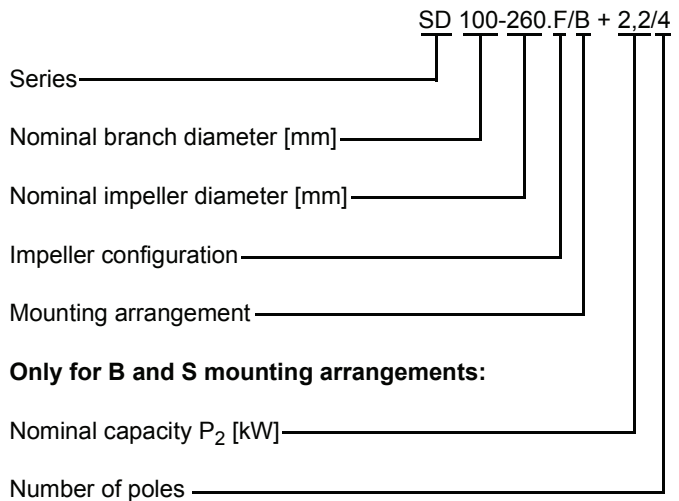 SD 100-260.F/B + 2,2/4
Series
Nominal branch diameter [mm]
Nominal impeller diameter [mm]
Impeller configuration
Mounting arrangement
Only for B and S mounting arrangements:
Nominal capacity P2 [kW]
Number of poles